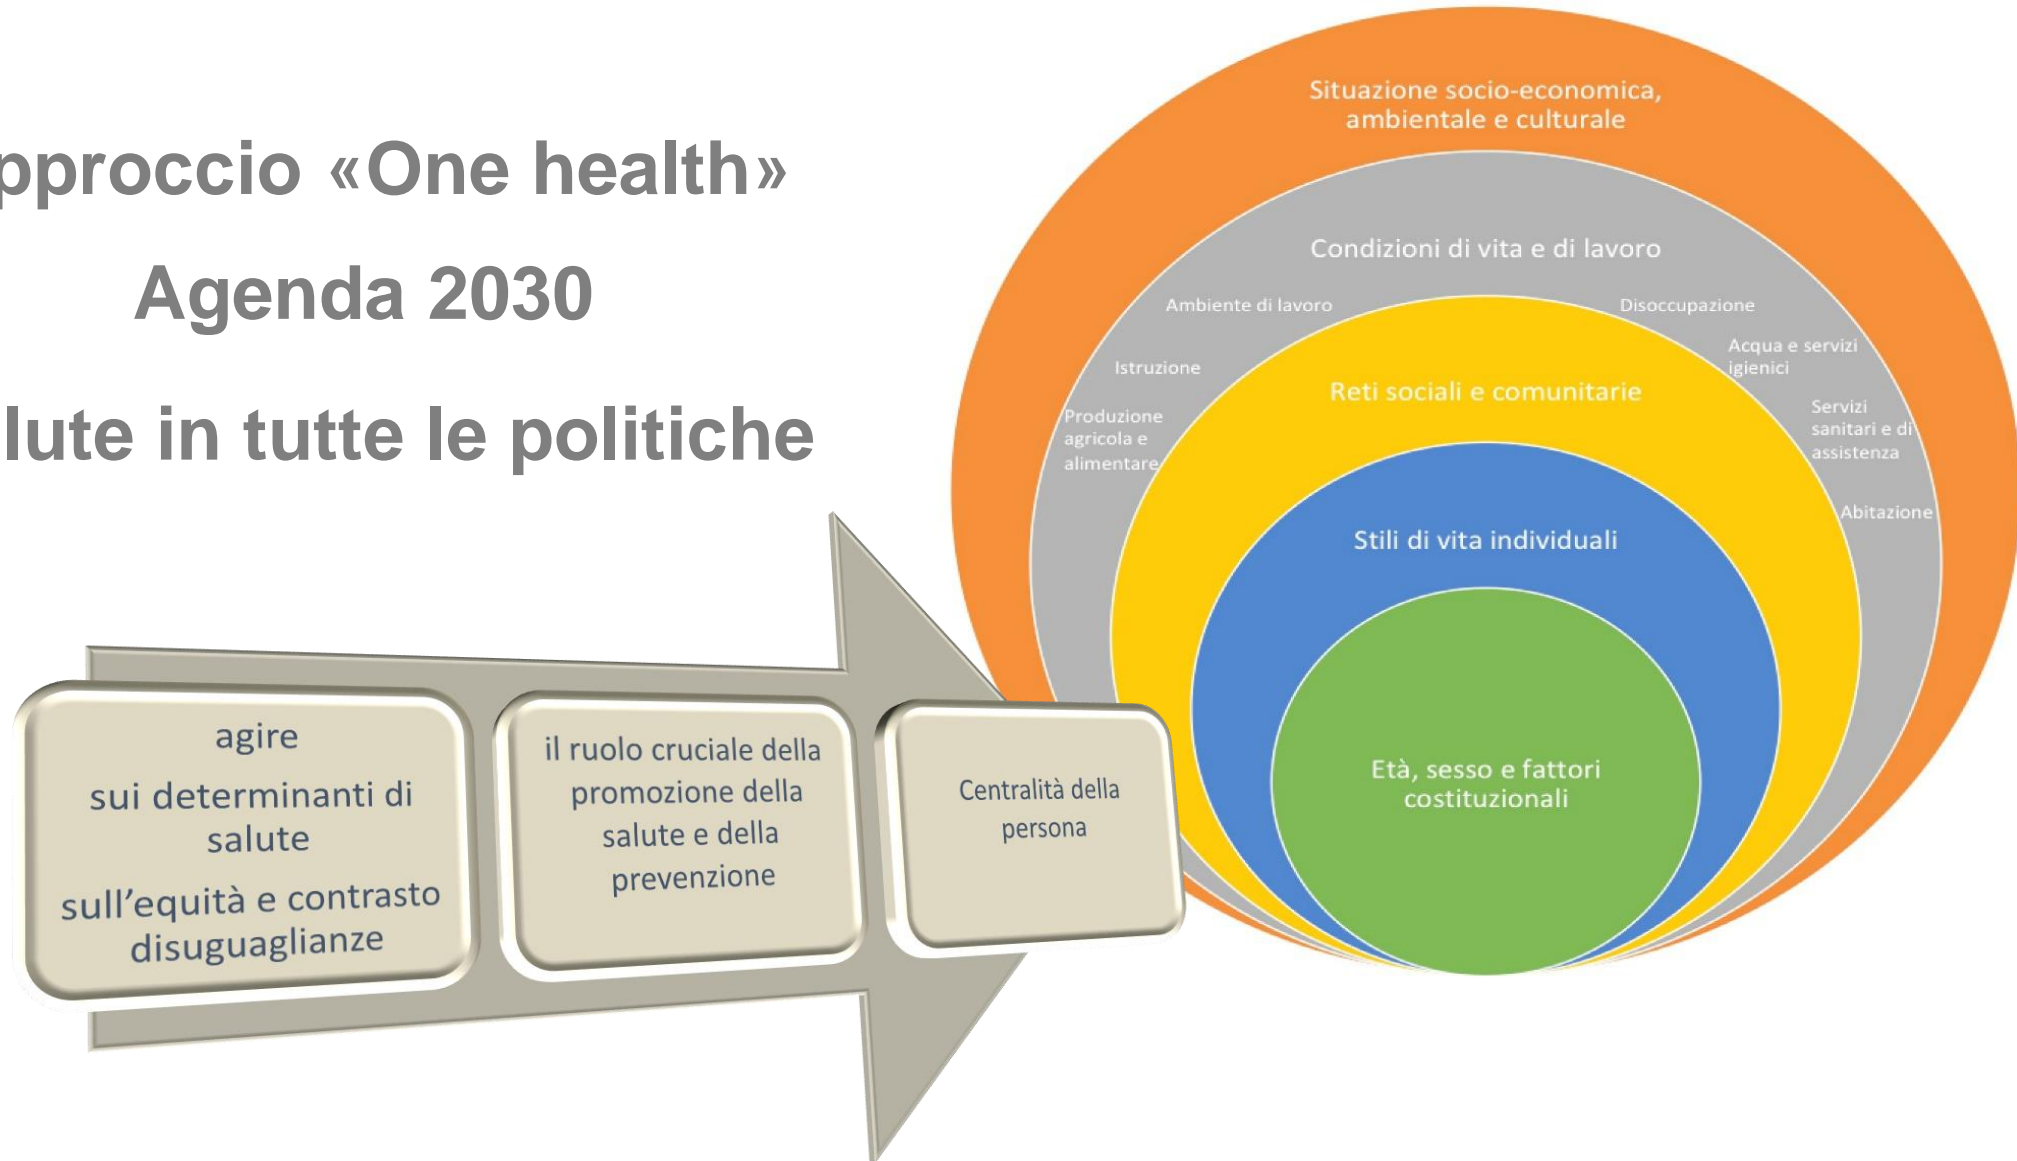 pproccio «One health»
Agenda 2030
lute in tutte le politiche
agire
sui determinanti di
salute
sull'equità e contrasto
disuguaglianze
il ruolo cruciale della
promozione della
salute e della
prevenzione
Centralità della
persona
Situazione socio-economica,
ambientale e culturale
Condizioni di vita e di lavoro
Ambiente di lavoro
Disoccupazione
Istruzione
Acqua e servizi
igienici
Produzione
agricola e
alimentare
Servizi
sanitari e di
assistenza
Abitazione
Reti sociali e comunitarie
Stili di vita individuali
Età, sesso e fattori
costituzionali